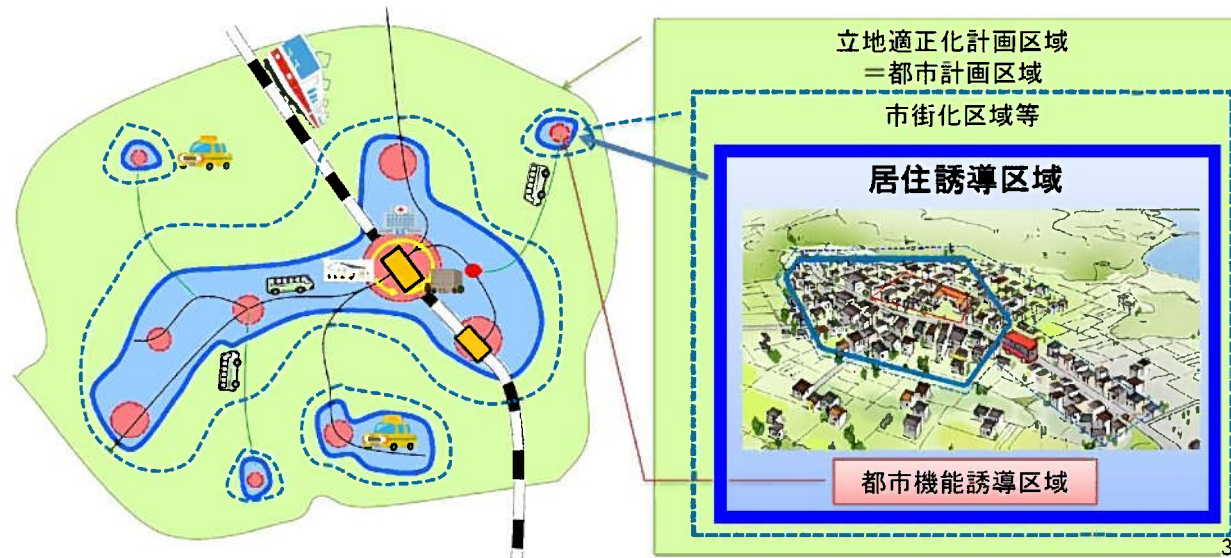 立地適正化計画区域
＝都市計画区域
市街化区域等
居住誘導区域
都市機能誘導区域
3